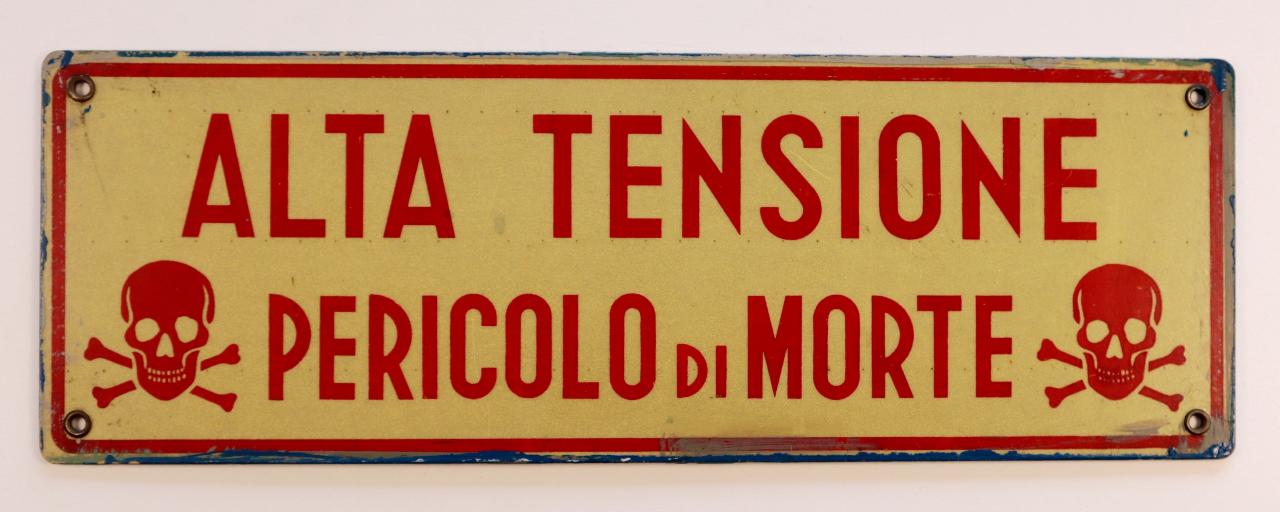 ALTA TENSIONE
PERICOLO DI MORTE